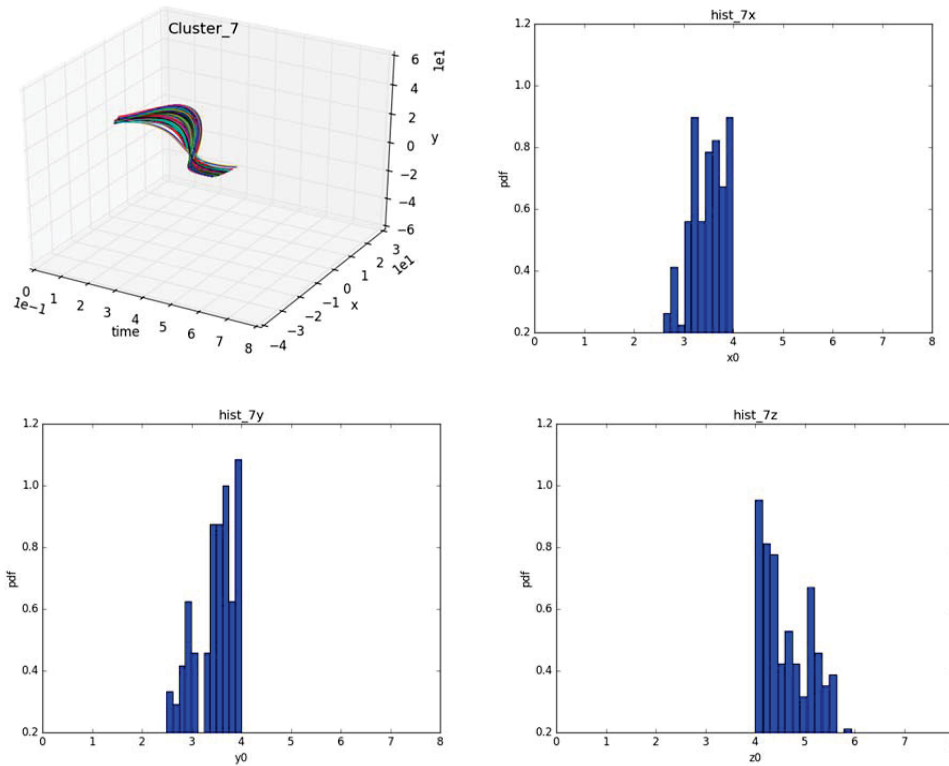 Cluster_7
6
4
2
0
−2
−4
−6
1e1
y
3
2
1
0
−1
−2
−3
−4
1e1
x
0 1 2 3 4 5 6 7 8
1e−1
time
hist_7x
1.2
1.0
0.8
0.6
0.4
0.2
pdf
0 1 2 3 4 5 6 7 8
x0
hist_7y
1.2
1.0
0.8
0.6
0.4
0.2
pdf
0 1 2 3 4 5 6 7 8
y0
hist_7z
1.2
1.0
0.8
0.6
0.4
0.2
pdf
0 1 2 3 4 5 6 7
z0